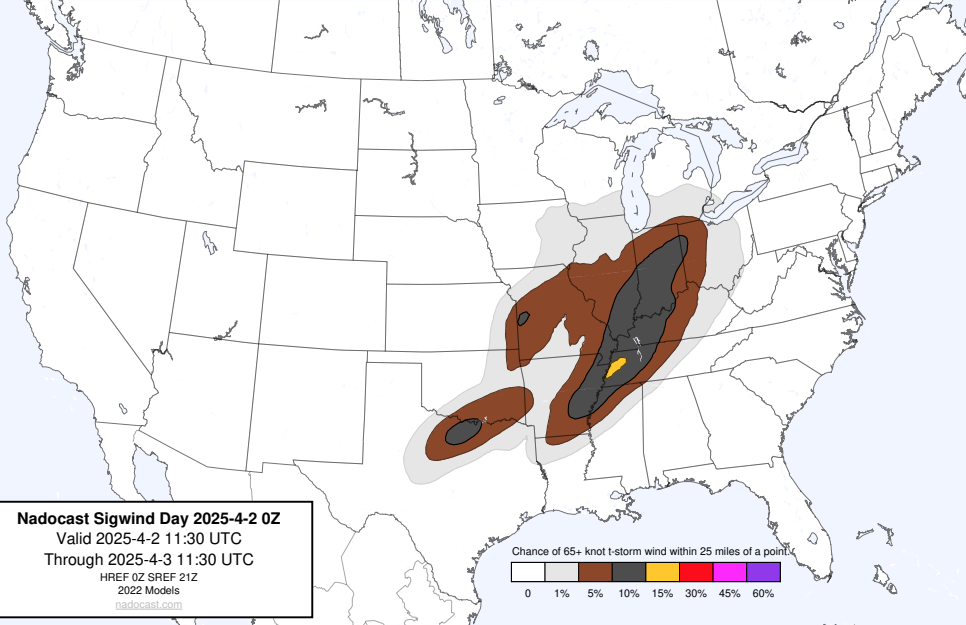 Nadocast Sigwind Day 2025-4-2 0Z
Valid 2025-4-2 11:30 UTC
Through 2025-4-3 11:30 UTC
HREF 0Z SREF 21Z
2022 Models
nadocast.com
Chance of 65+ knot t-storm wind within 25 miles of a point.
0 1% 5% 10% 15% 30% 45% 60%